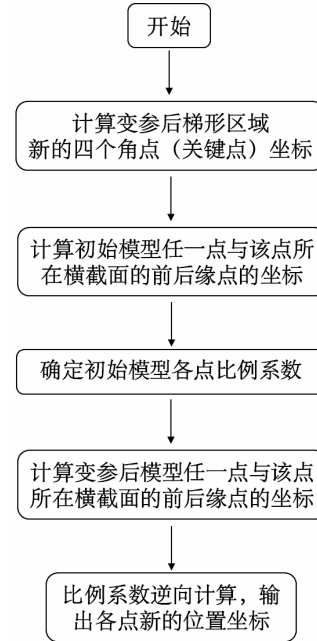 开始
计算变参后梯形区域
新的四个角点（关键点）坐标
计算初始模型任一点与该点所
在横截面的前后缘点的坐标
确定初始模型各点比例系数
计算变参后模型任一点与该点
所在横截面的前后缘点的坐标
比例系数逆向计算，输
出各点新的位置坐标